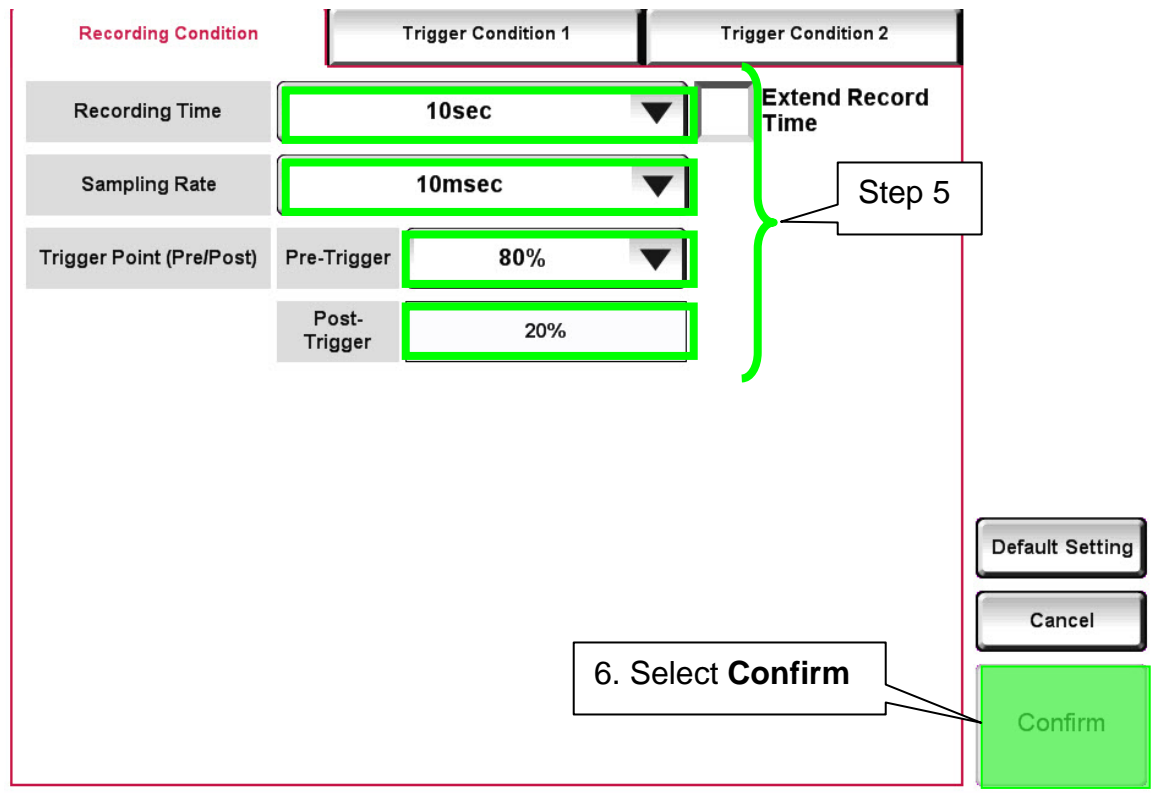 Recording Condition
Trigger Condition 1
Trigger Condition 2
Recording Time
10sec
Extend Record
Time
Sampling Rate
10msec
Step 5
Trigger Point (Pre/Post)
Pre-Trigger
80%
Post-
Trigger
20%
Default Setting
Cancel
6. Select Confirm
Confirm